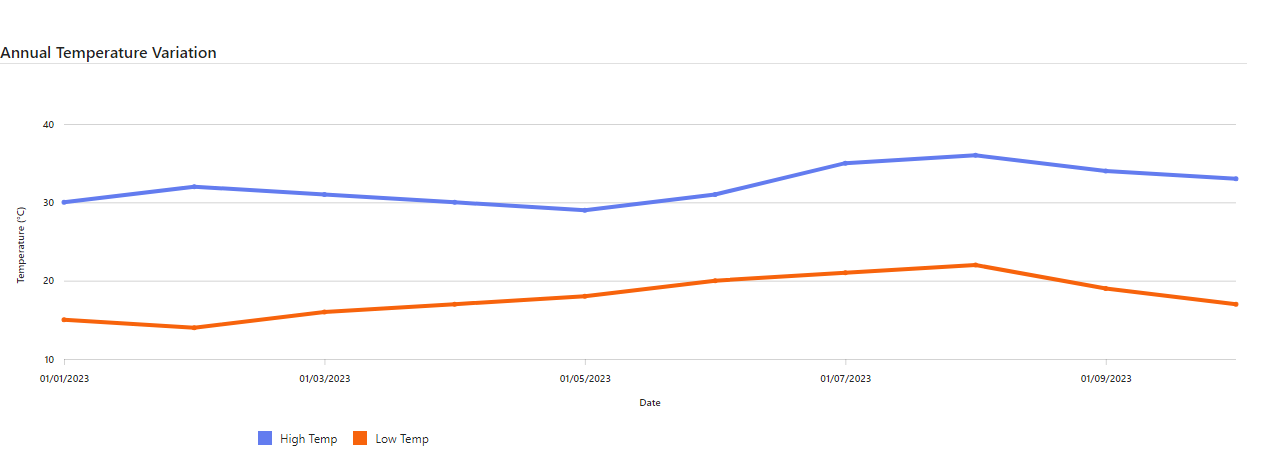 Annual Temperature Variation
40
30
20
10
Temperature (°C)
01/01/2023 01/03/2023 01/05/2023 01/07/2023 01/09/2023
Date
High Temp Low Temp